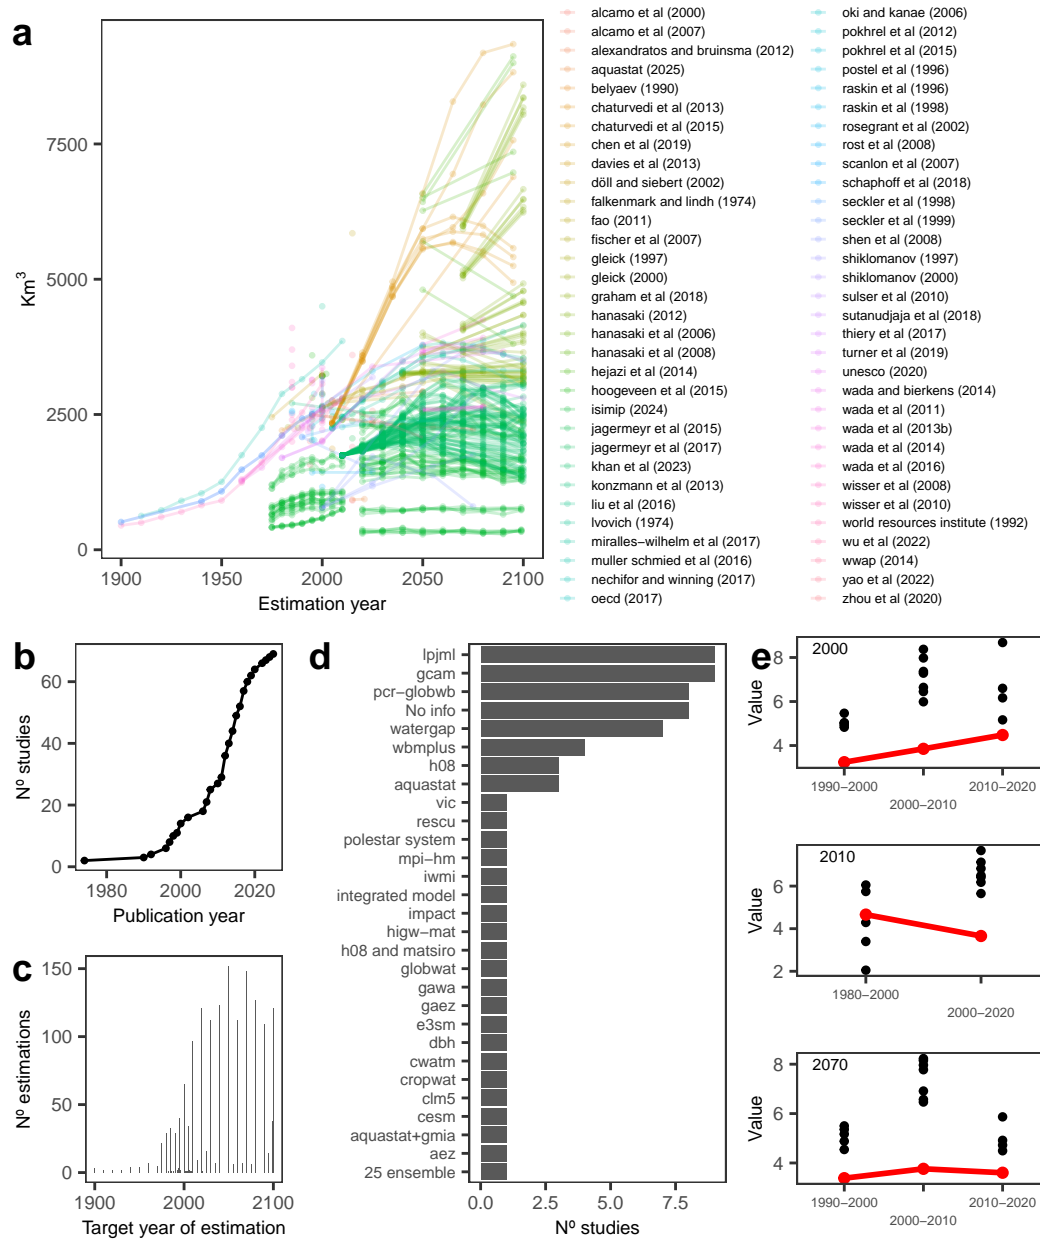 a
7500
5000
2500
0
Km³
1900
1950
2000
2050
2100
Estimation year
alcamo et al (2000)
alcamo et al (2007)
alexandratos and bruinsma (2012)
aquastat (2025)
belyaev (1990)
chaturvedi et al (2013)
chaturvedi et al (2015)
chen et al (2019)
davies et al (2013)
döll and siebert (2002)
falkenmark and lindh (1974)
fao (2011)
fischer et al (2007)
gleick (1997)
gleick (2000)
graham et al (2018)
hanasaki (2012)
hanasaki et al (2006)
hanasaki et al (2008)
hejazi et al (2014)
hoogeveen et al (2015)
isimip (2024)
jagermeyr et al (2015)
jagermeyr et al (2017)
khan et al (2023)
konzmann et al (2013)
liu et al (2016)
lvovich (1974)
miralles−wilhelm et al (2017)
muller schmied et al (2016)
nechifor and winning (2017)
oecd (2017)
oki and kanae (2006)
pokhrel et al (2012)
pokhrel et al (2015)
postel et al (1996)
raskin et al (1996)
raskin et al (1998)
rosegrant et al (2002)
rost et al (2008)
scanlon et al (2007)
schaphoff et al (2018)
seckler et al (1998)
seckler et al (1999)
shen et al (2008)
shiklomanov (1997)
shiklomanov (2000)
sulser et al (2010)
sutanudjaja et al (2018)
thiery et al (2017)
turner et al (2019)
unesco (2020)
wada and bierkens (2014)
wada et al (2011)
wada et al (2013b)
wada et al (2014)
wada et al (2016)
wisser et al (2008)
wisser et al (2010)
world resources institute (1992)
wu et al (2022)
wwap (2014)
yao et al (2022)
zhou et al (2020)
b
60
40
20
0
Nº studies
1980
2000
2020
Publication year
c
150
100
50
0
Nº estimations
1900
2000
2100
Target year of estimation
d
lpjml
gcam
pcr−globwb
No info
watergap
wbmplus
h08
aquastat
vic
rescu
polestar system
mpi−hm
iwmi
integrated model
impact
higw−mat
h08 and matsiro
globwat
gawa
gaez
e3sm
dbh
cwatm
cropwat
clm5
cesm
aquastat+gmia
aez
25 ensemble
0.0
2.5
5.0
7.5
Nº studies
e
2000
8
6
4
Value
1990−2000
2000−2010
2010−2020
2010
6
4
2
Value
1980−2000
2000−2020
2070
8
6
4
Value
1990−2000
2000−2010
2010−2020